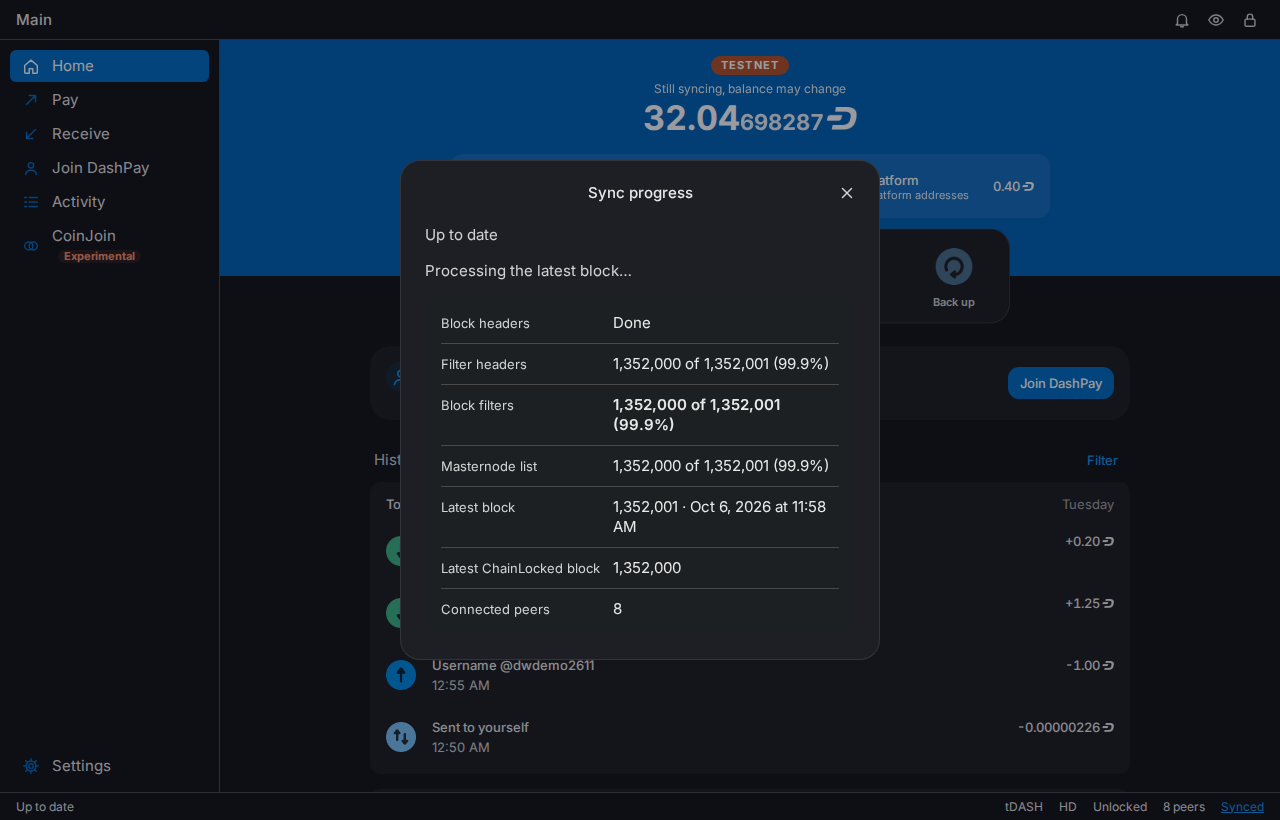 Main
Home
Pay
Receive
Join DashPay
Activity
CoinJoin
Experimental
Settings
TESTNET
Still syncing, balance may change
32.04698287
atform
atform addresses
0.40
Back up
Join DashPay
Hist
Filter
To
Tuesday
+0.20
+1.25
Username @dwdemo2611
-1.00
12:55 AM
Sent to yourself
-0.00000226
12:50 AM
Sync progress
Up to date
Processing the latest block...
Block headers Done
Filter headers 1,352,000 of 1,352,001 (99.9%)
Block filters 1,352,000 of 1,352,001
(99.9%)
Masternode list 1,352,000 of 1,352,001 (99.9%)
Latest block 1,352,001 · Oct 6, 2026 at 11:58
AM
Latest ChainLocked block 1,352,000
Connected peers 8
Up to date
tDASH HD Unlocked 8 peers Synced